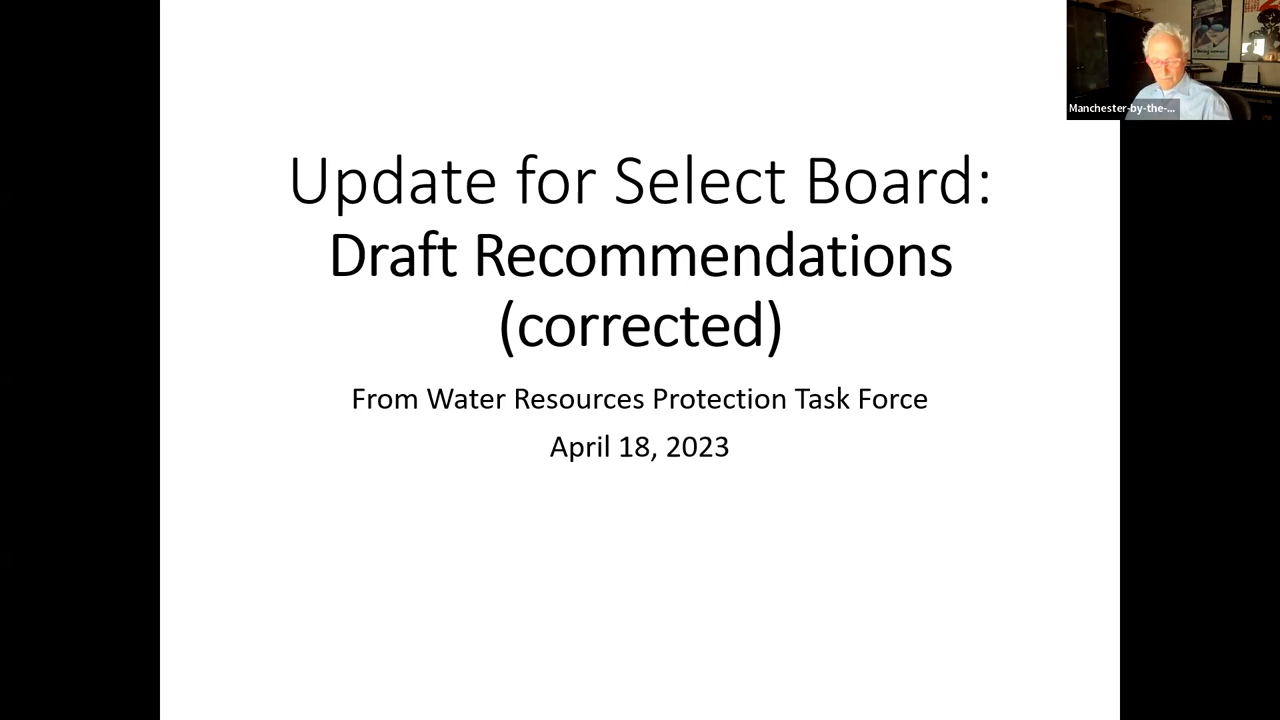 Manchester-by-the-...
Update for Select Board:
Draft Recommendations
(corrected)
From Water Resources Protection Task Force
April 18, 2023